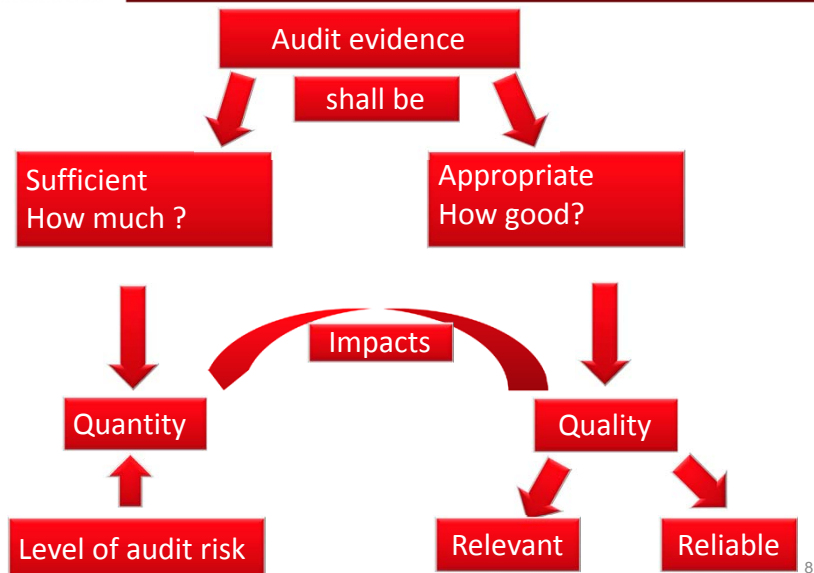 Audit evidence
shall be
Sufficient
How much ?
Appropriate
How good?
Impacts
Quantity
Quality
Level of audit risk
Relevant
Reliable
8